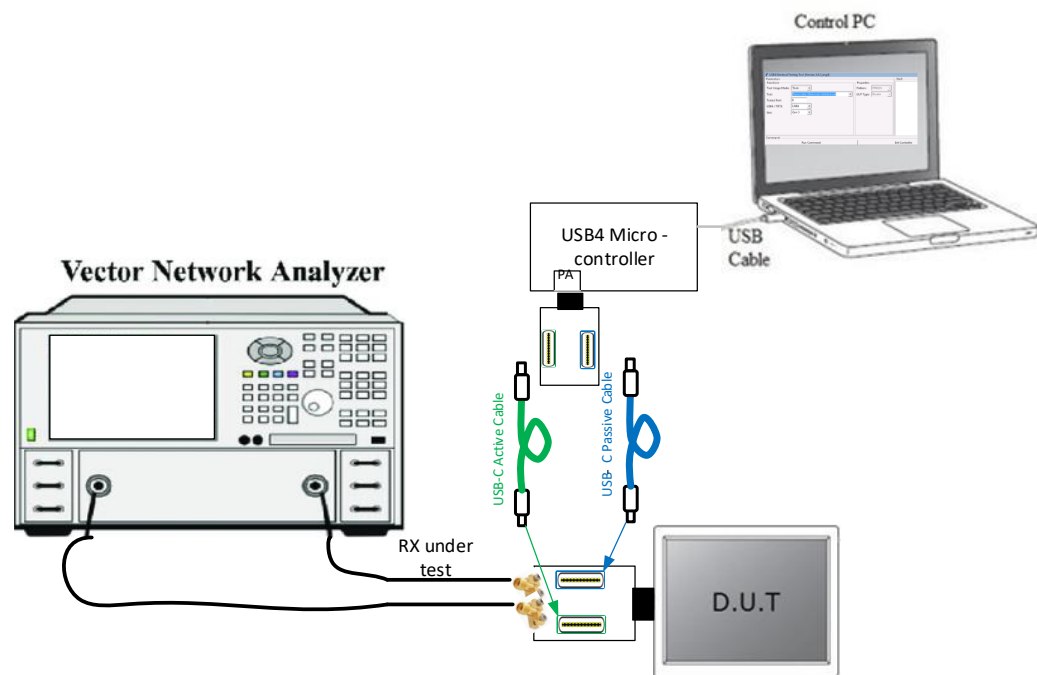 Control PC
USB4 Micro -
controller
PA
USB
Cable
Vector Network Analyzer
USB-C Active Cable
USB- C Passive Cable
RX under
test
D.U.T